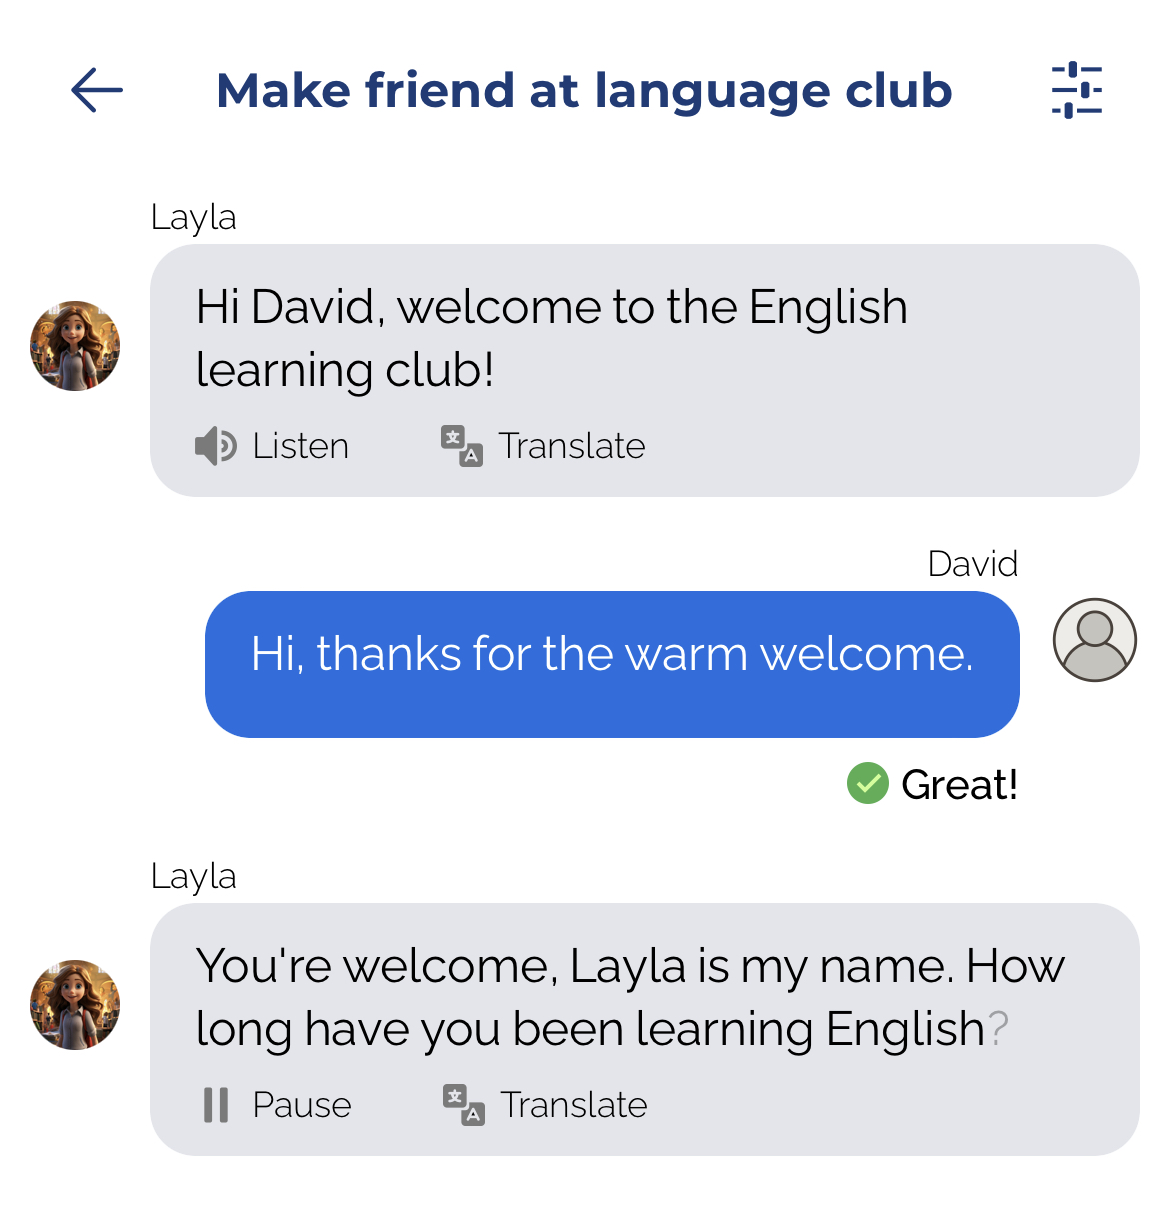 Make friend at language club
Layla
Hi David, welcome to the English
learning club!
Listen Translate
David
Hi, thanks for the warm welcome.
Great!
Layla
You're welcome, Layla is my name. How
long have you been learning English?
Pause Translate